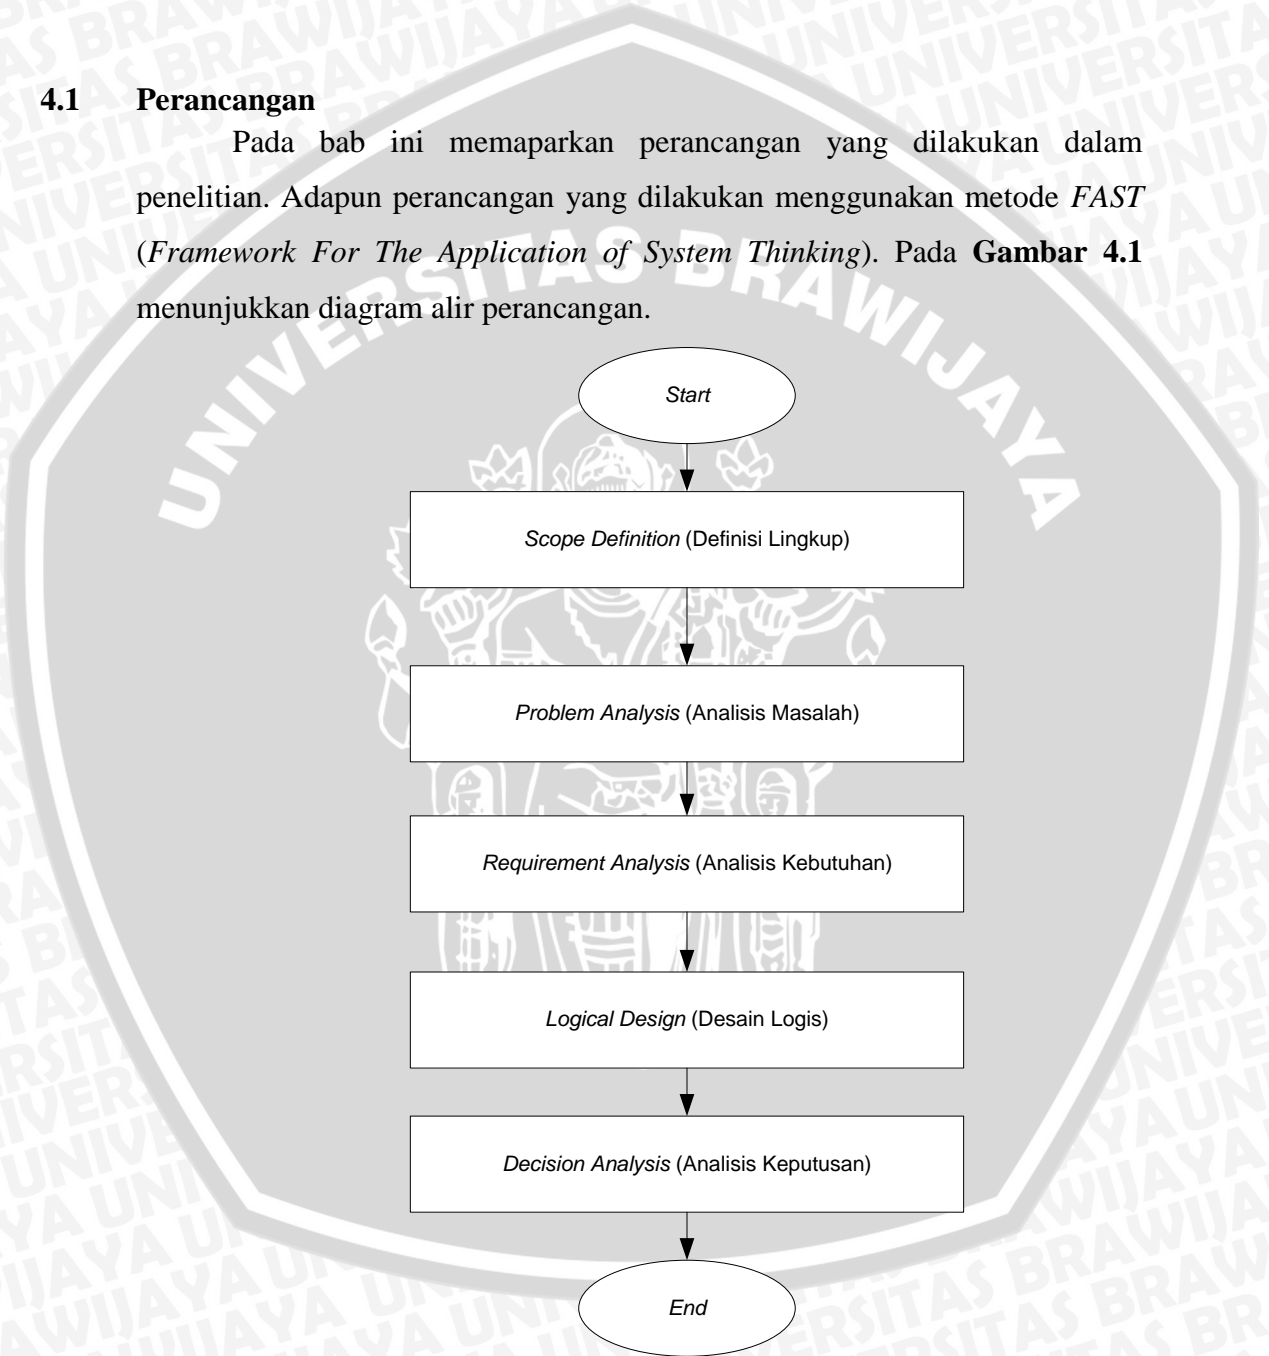 4.1 Perancangan
Pada bab ini memaparkan perancangan yang dilakukan dalam
penelitian. Adapun perancangan yang dilakukan menggunakan metode FAST
(Framework For The Application of System Thinking). Pada Gambar 4.1
menunjukkan diagram alir perancangan.
UNIVERSITAS BRAWIJAYA
Start
Scope Definition (Definisi Lingkup)
Problem Analysis (Analisis Masalah)
Requirement Analysis (Analisis Kebutuhan)
Logical Design (Desain Logis)
Decision Analysis (Analisis Keputusan)
End